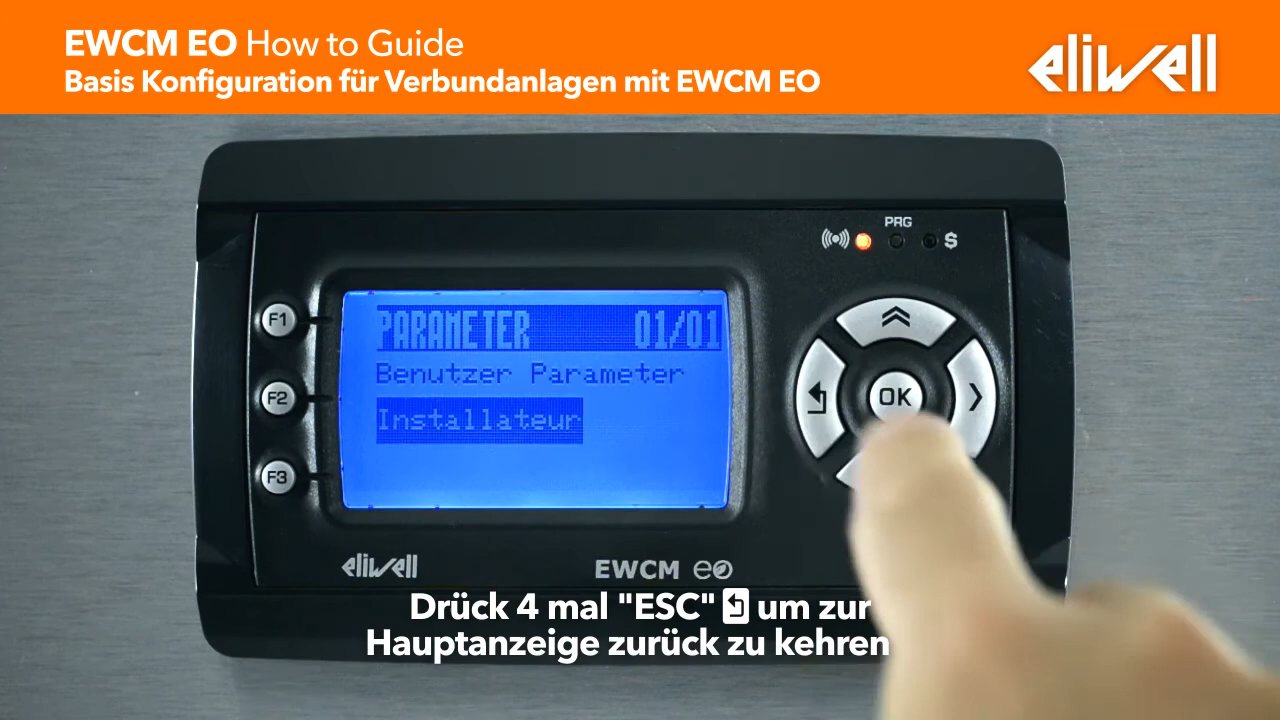 EWCM EO How to Guide
Basis Konfiguration für Verbundanlagen mit EWCM EO
eliwell
PRG
S
F1
PARAMETER 01/01
Benutzer Parameter
F2
OK
Installateur
F3
eliwell
EWCM eo
Drück 4 mal "ESC" um zur
Hauptanzeige zurück zu kehren